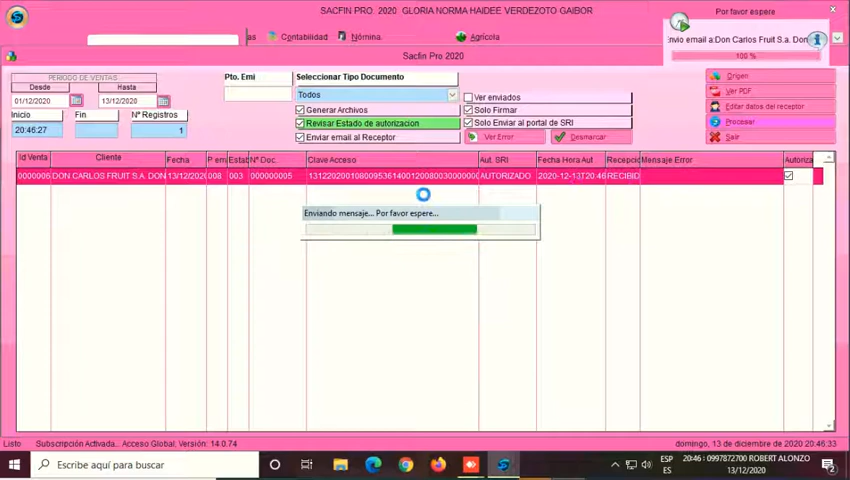 SACFIN PRO. 2020 GLORIA NORMA HAIDEE VERDEZOTO GAIBOR
Por favor espere
as Contabilidad Nómina Agrícola
Envio email a:Don Carlos Fruit S.a. Don
100 %
Sacfin Pro 2020
PERIODO DE VENTAS
Desde Hasta
01/12/2020 13/12/2020
Inicio Fin Nº Registros
20:46:27 1
Pto. Emi
Seleccionar Tipo Documento
Todos
Generar Archivos
Revisar Estado de autorizacion
Enviar email al Receptor
Ver enviados
Solo Firmar
Solo Enviar al portal de SRI
Ver Error Desmarcar
Origen
Ver PDF
Editar datos del receptor
Procesar
Salir
Id Venta Cliente Fecha P emi Estab Nº Doc. Clave Acceso Aut. SRI Fecha Hora Aut Recepcio Mensaje Error Autoriza
0000006 DON CARLOS FRUIT S.A. DON 13/12/2020 008 003 000000005 AUTORIZADO 2020-12-13T20:46 RECIBID
Enviando mensaje... Por favor espere...
Listo Subscripción Activada.. Acceso Global, Versión: 14.0.74 domingo, 13 de diciembre de 2020 20:46:33
Escribe aquí para buscar
ESP
ES
20:46 : 0997872700 ROBERT ALONZO
13/12/2020
2